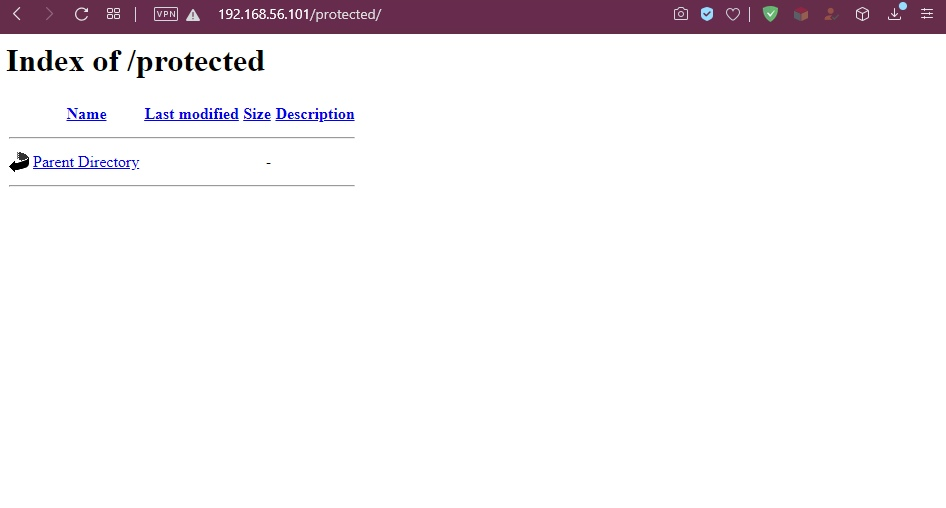 VPN 192.168.56.101/protected/
Index of /protected
Name Last modified Size Description
Parent Directory -